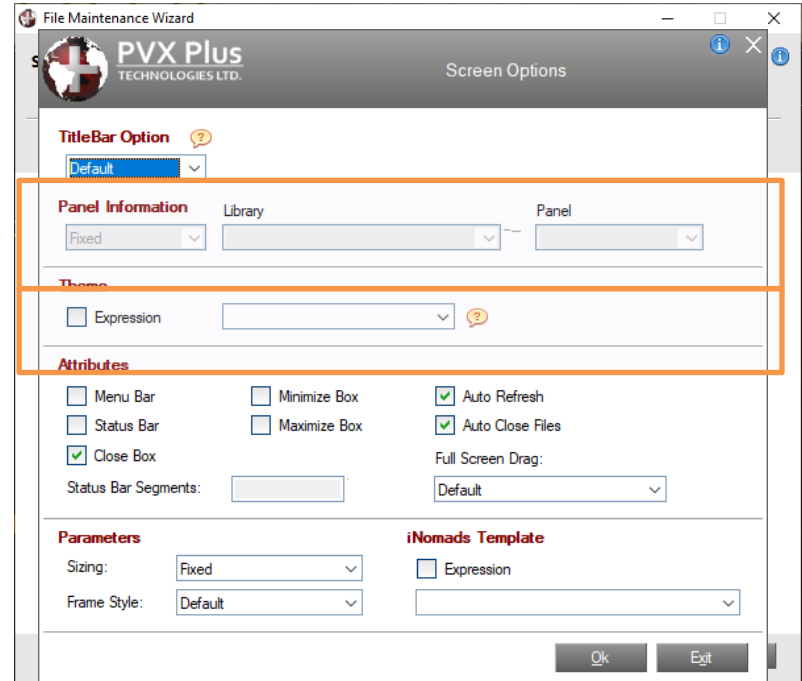 File Maintenance Wizard
PVX Plus
TECHNOLOGIES LTD.
Screen Options
TitleBar Option
Default
Panel Information Library Panel
Fixed
Theme
Expression
Attributes
Menu Bar Minimize Box Auto Refresh
Status Bar Maximize Box Auto Close Files
Close Box Full Screen Drag:
Status Bar Segments: Default
Parameters iNomads Template
Sizing: Fixed Expression
Frame Style: Default
Ok Exit